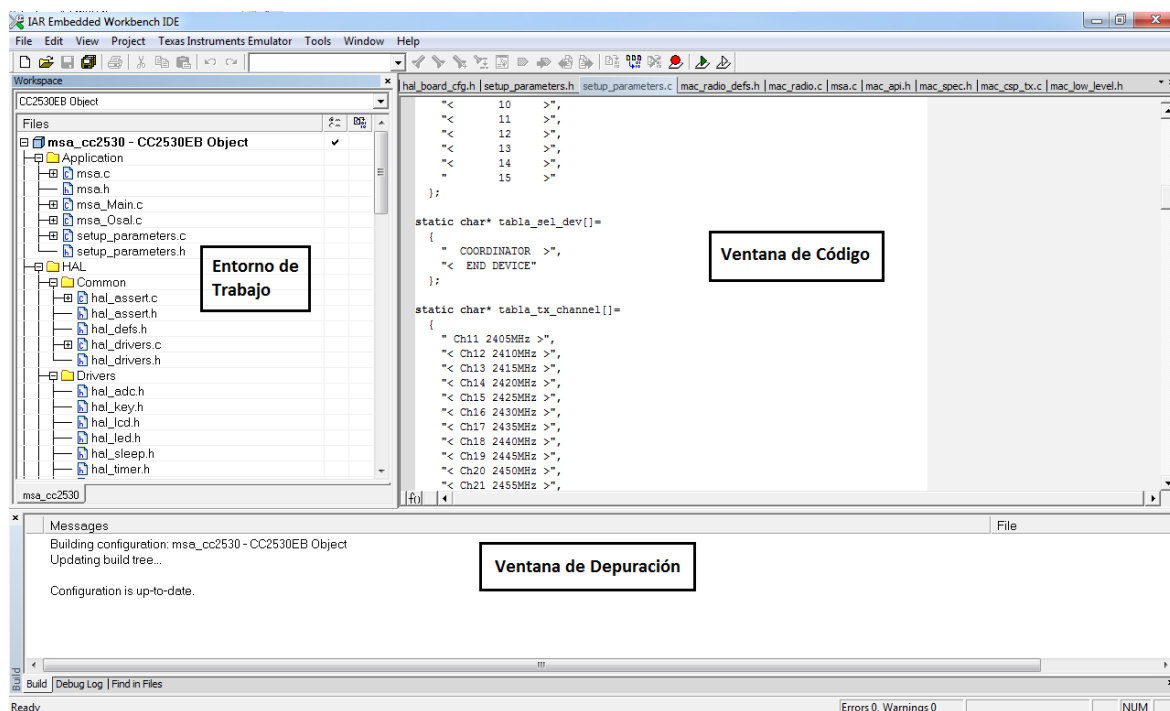 IAR Embedded Workbench IDE
File Edit View Project Texas Instruments Emulator Tools Window Help
Workspace
CC2530EB Object
Files
msa_cc2530 - CC2530EB Object
Application
msa.c
msa.h
msa_Main.c
msa_Osal.c
setup_parameters.c
setup_parameters.h
HAL
Common
hal_assert.c
hal_assert.h
hal_defs.h
hal_drivers.c
hal_drivers.h
Drivers
hal_adc.h
hal_key.h
hal_lcd.h
hal_led.h
hal_sleep.h
hal_timer.h
msa_cc2530
Entorno de
Trabajo
hal_board_cfg.h | setup_parameters.h | setup_parameters.c | mac_radio_defs.h | mac_radio.c | msa.c | mac_api.h | mac_spec.h | mac_csp_tx.c | mac_low_level.h
"<      10     >",
"<      11     >",
"<      12     >",
"<      13     >",
"<      14     >",
"       15     >"
};
static char* tabla_sel_dev[]=
{
"  COORDINATOR  >",
"<  END DEVICE"
};
static char* tabla_tx_channel[]=
{
" Ch11 2405MHz >",
"< Ch12 2410MHz >",
"< Ch13 2415MHz >",
"< Ch14 2420MHz >",
"< Ch15 2425MHz >",
"< Ch16 2430MHz >",
"< Ch17 2435MHz >",
"< Ch18 2440MHz >",
"< Ch19 2445MHz >",
"< Ch20 2450MHz >",
"< Ch21 2455MHz >",
f()
Ventana de Código
Messages File
Building configuration: msa_cc2530 - CC2530EB Object
Updating build tree...
Configuration is up-to-date.
Ventana de Depuración
Build
Build | Debug Log | Find in Files
Ready Errors 0, Warnings 0 NUM